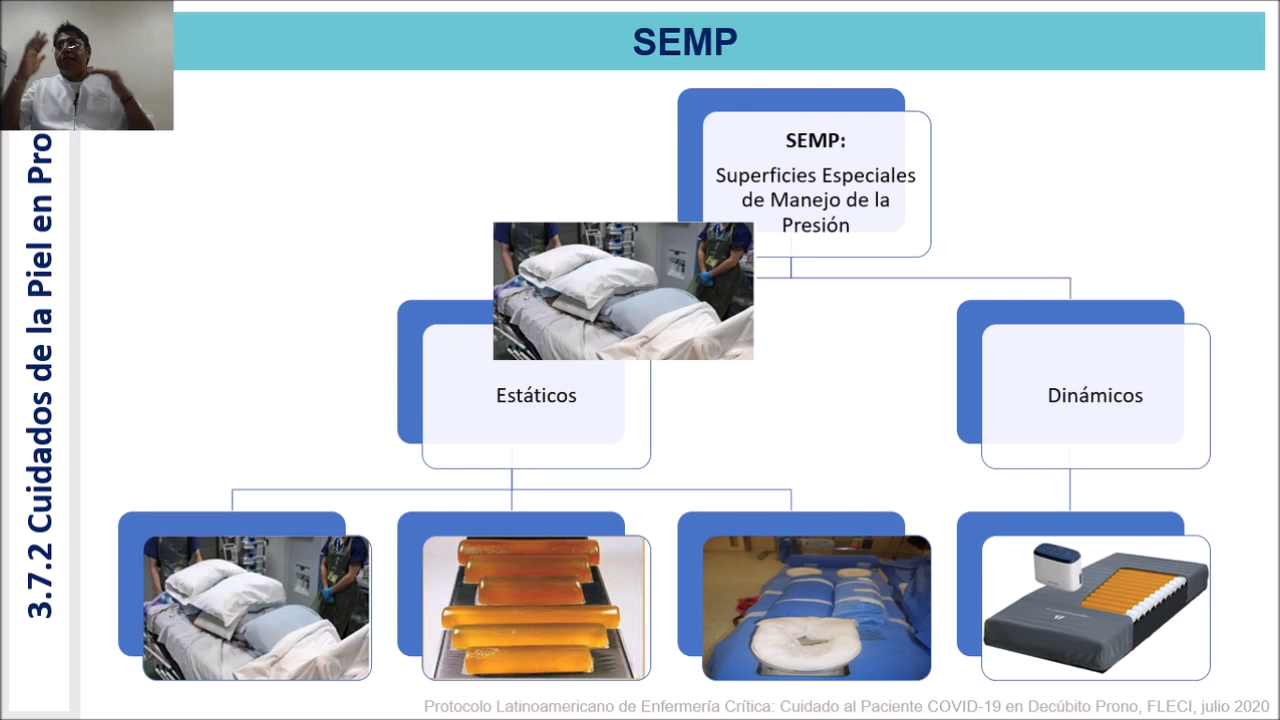 SEMP
3.7.2 Cuidados de la Piel en Pro
SEMP:
Superficies Especiales
de Manejo de la
Presión
Estáticos
Dinámicos
Protocolo Latinoamericano de Enfermería Crítica: Cuidado al Paciente COVID-19 en Decúbito Prono, FLECI, julio 2020